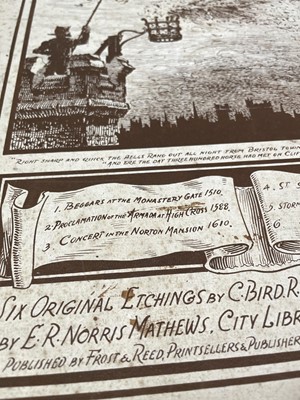 Right sharp and quick the bells rang out all night from Bristol Town
and ere the day three hundred horse had met on Clif
1. Beggars at the Monastery Gate 1510.
2. Proclamation of the Armada at High Cross 1588.
3. Concert in the Norton Mansion 1610.
4. St
5. Storm
6
Six Original Etchings by C. Bird. R.
by E. R. Norris Mathews, City Libr
Published by Frost & Reed, Printsellers & Publisher